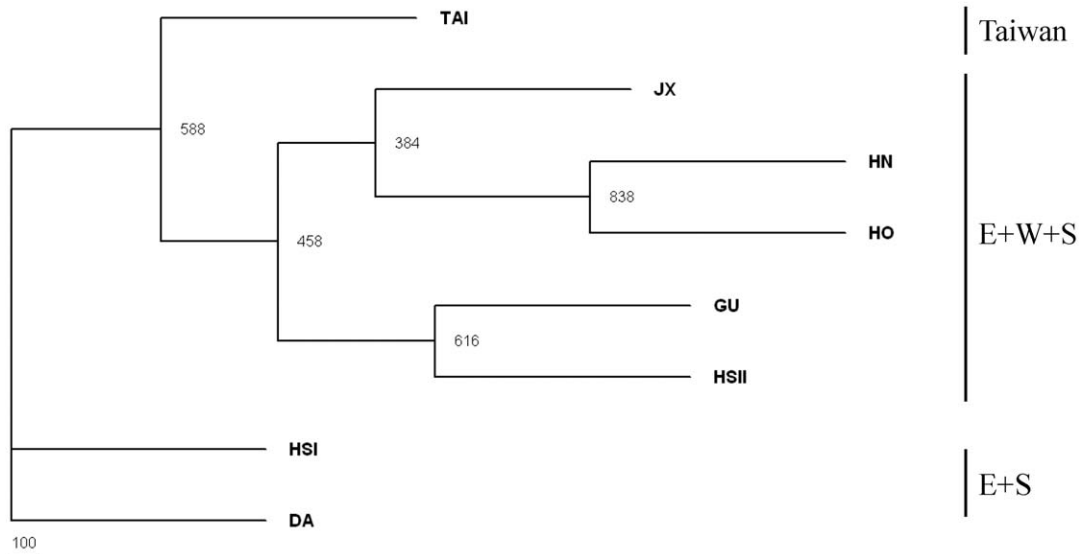 TAI
Taiwan
JX
588
384
HN
838
HO
E+W+S
458
GU
616
HSII
HSI
E+S
DA
100